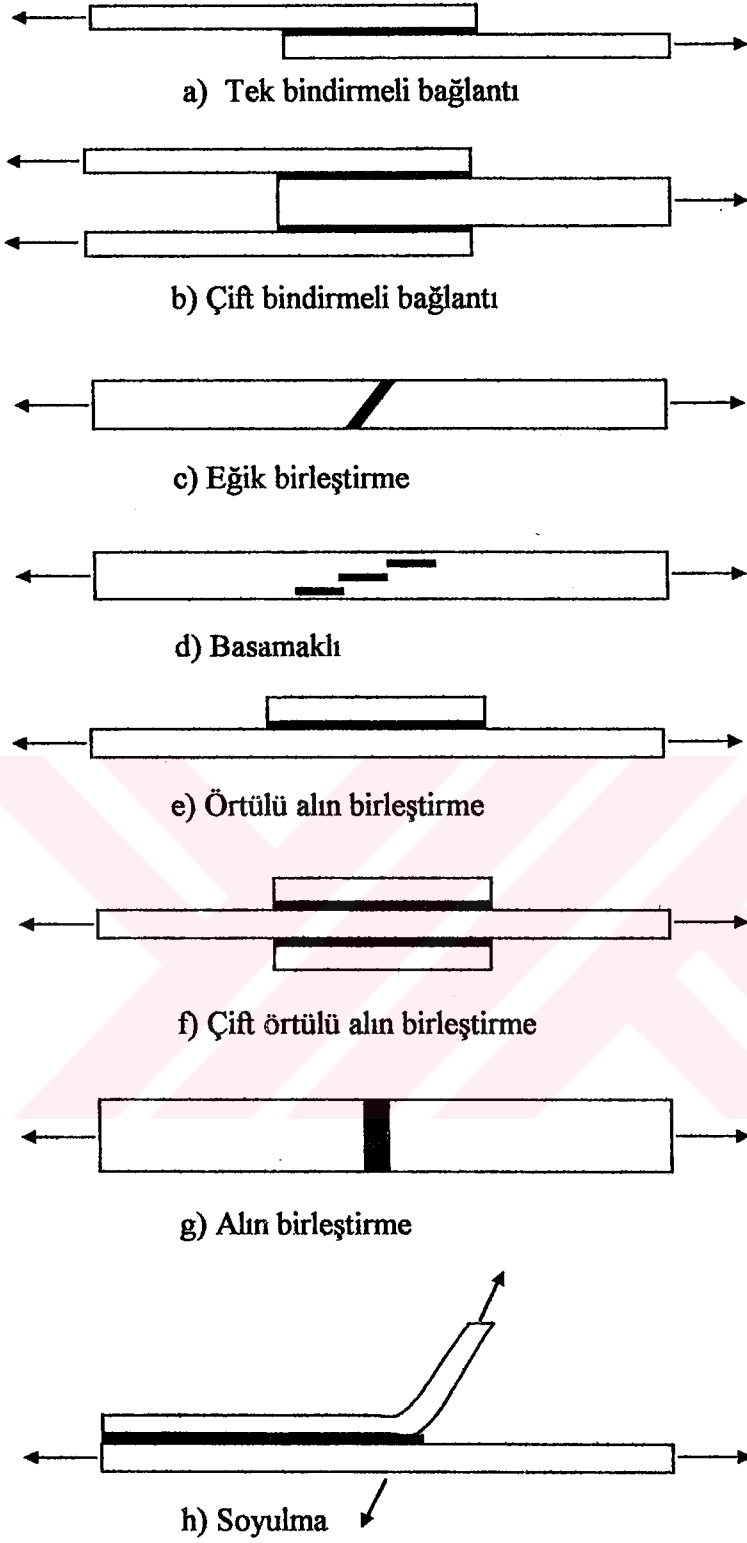 a) Tek bindirmeli bağlantı
b) Çift bindirmeli bağlantı
c) Eğik birleştirme
d) Basamaklı
e) Örtülü alın birleştirme
f) Çift örtülü alın birleştirme
g) Alın birleştirme
h) Soyulma